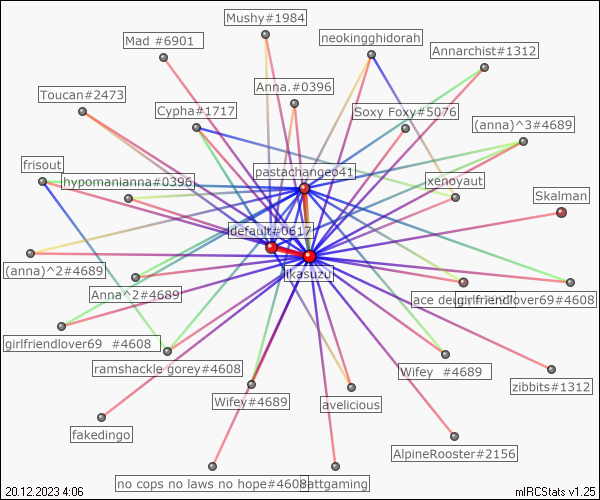 Mushy#1984
Mad #6901
neokingghidorah
Annarchist#1312
Toucan#2473
Anna.#0396
Cypha#1717
Soxy Foxy#5076
(anna)^3#4689
frisout
pastachangeo41
hypomanianna#0396
xenoyaut
Skalman
default#0617
likasuzu
(anna)^2#4689
Anna^2#4689
ace
girlfriendlover69#4608
girlfriendlover69 #4608
ramshackle gorey#4608
Wifey #4689
zibbits#1312
Wifey#4689
avelicious
fakedingo
AlpineRooster#2156
no cops no laws no hope#4608
attgaming
20.12.2023 4:06
mIRCStats v1.25